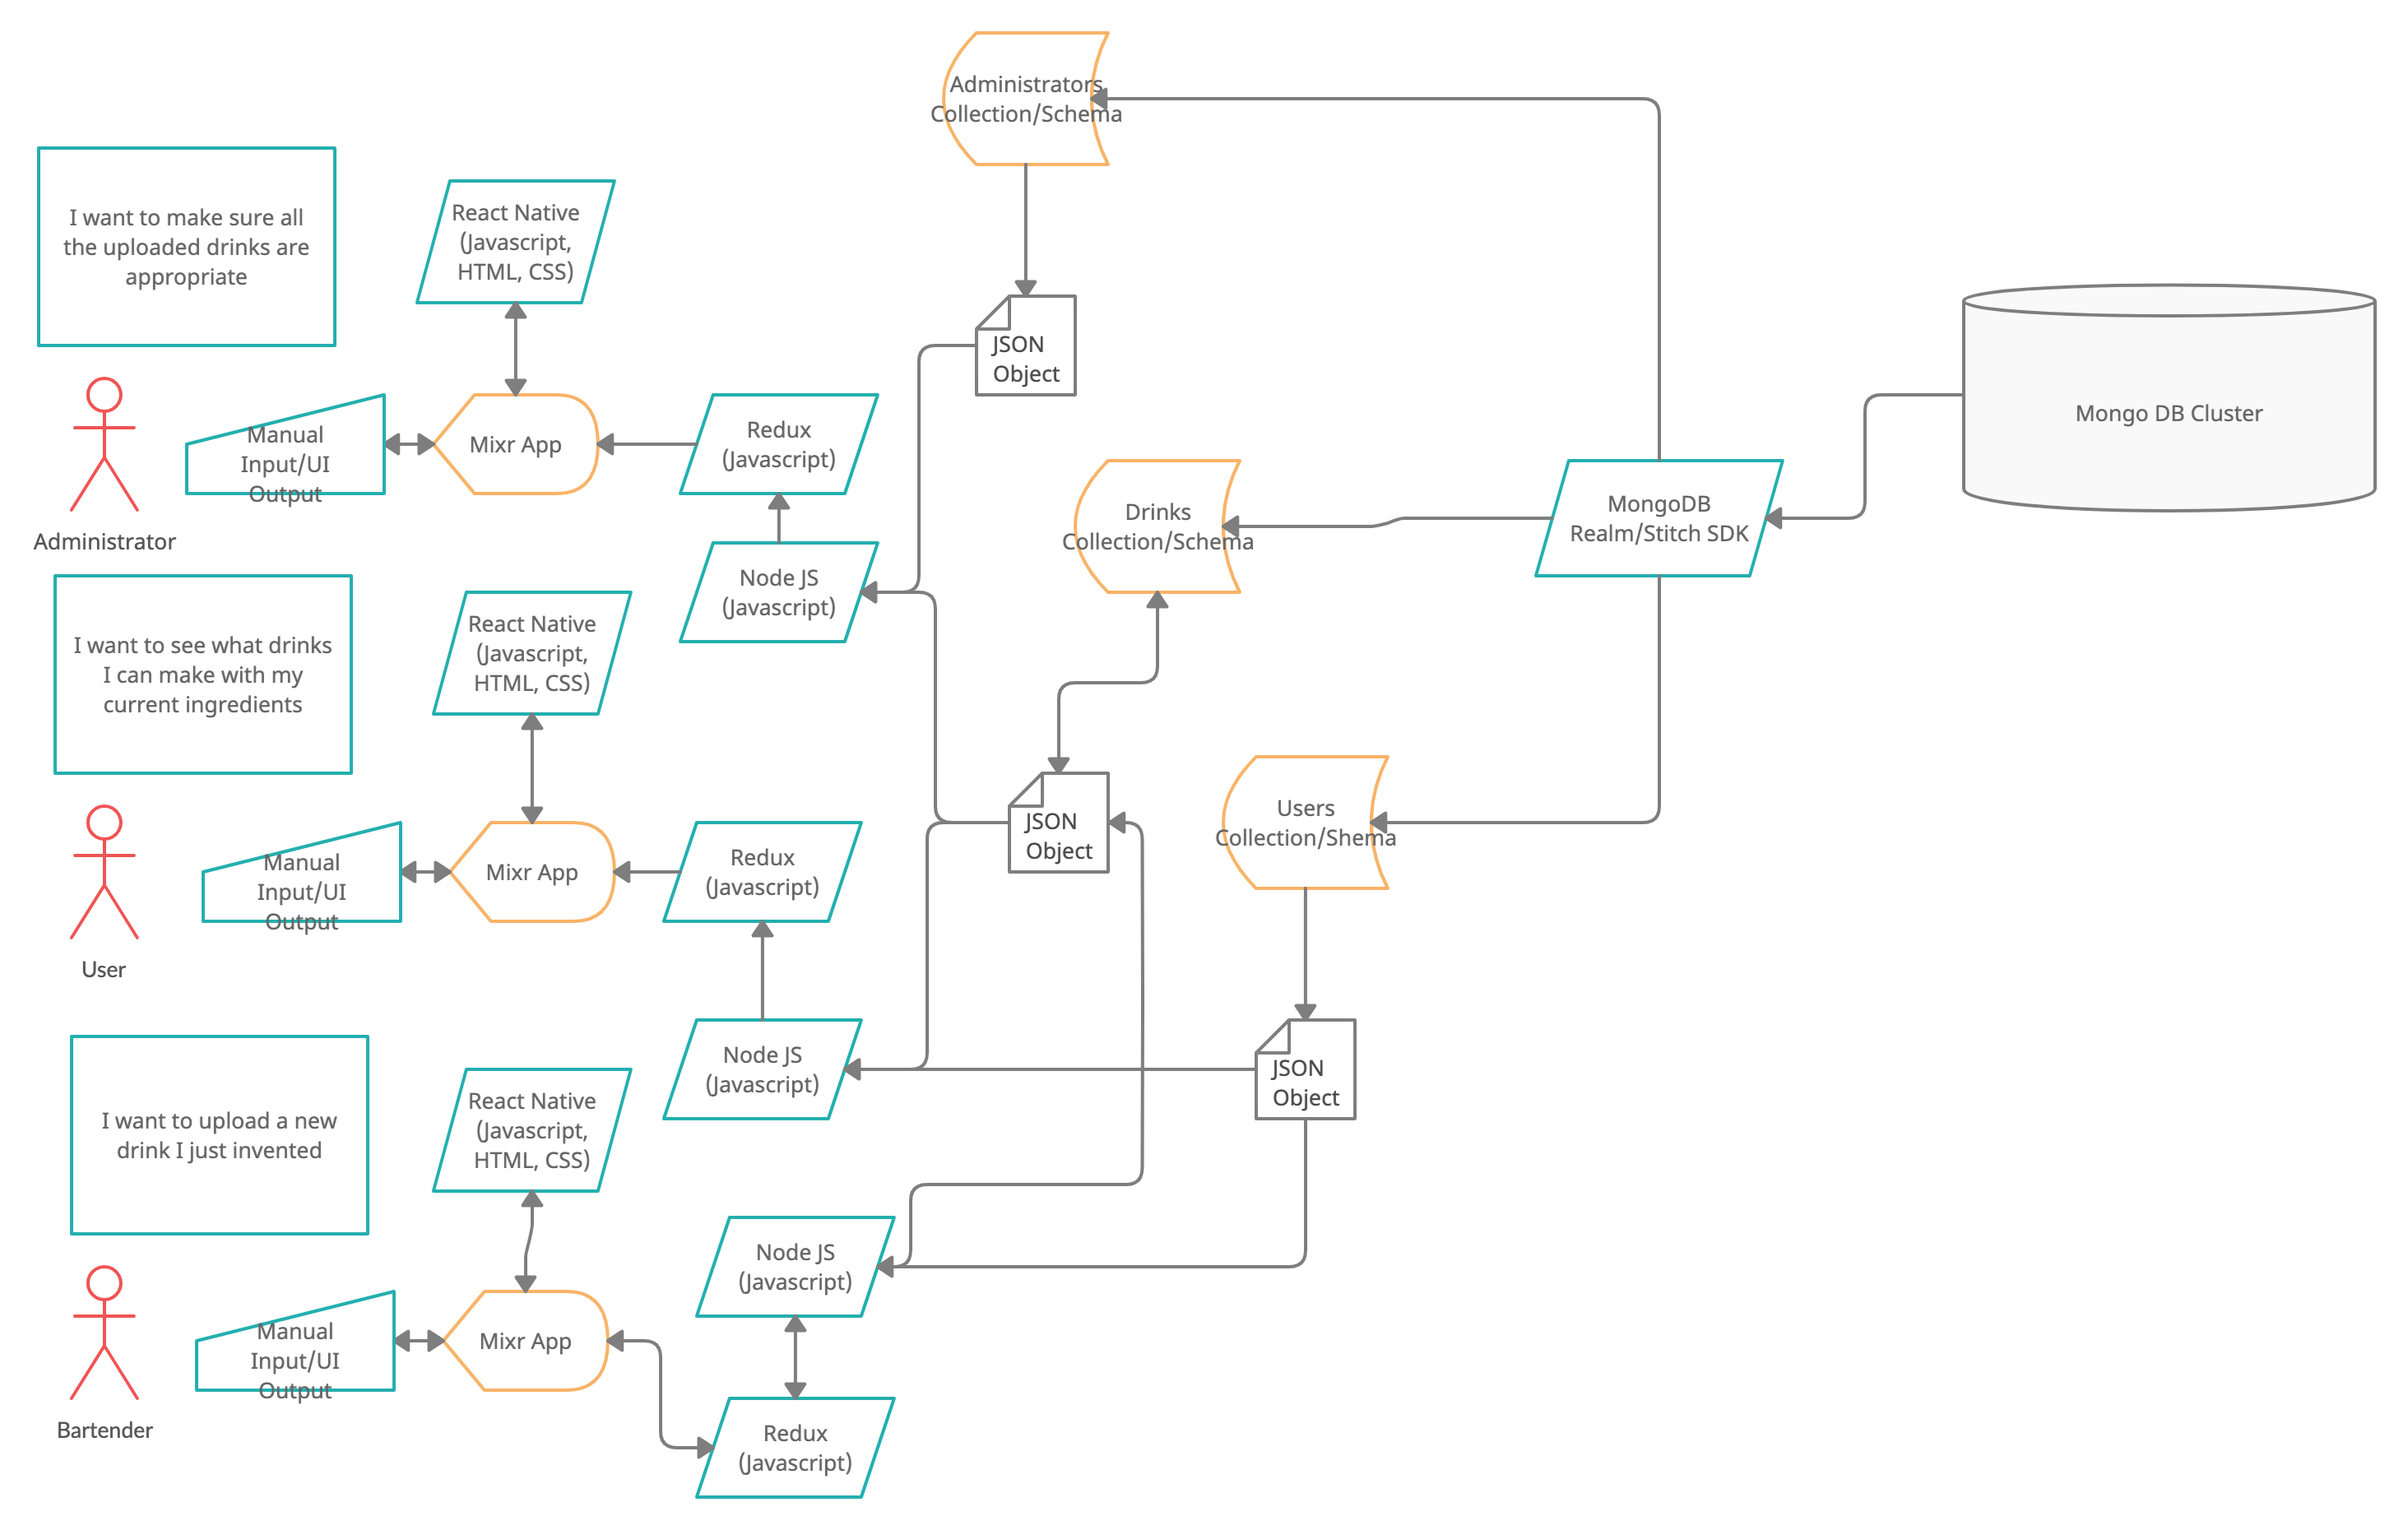 Administrators
Collection/Schema
I want to make sure all
the uploaded drinks are
appropriate
React Native
(Javascript,
HTML, CSS)
JSON
Object
Administrator
Manual
Input/UI
Output
Mixr App
Redux
(Javascript)
Mongo DB Cluster
Node JS
(Javascript)
Drinks
Collection/Schema
MongoDB
Realm/Stitch SDK
I want to see what drinks
I can make with my
current ingredients
React Native
(Javascript,
HTML, CSS)
User
Manual
Input/UI
Output
Mixr App
Redux
(Javascript)
JSON
Object
Users
Collection/Shema
Node JS
(Javascript)
JSON
Object
I want to upload a new
drink I just invented
React Native
(Javascript,
HTML, CSS)
Node JS
(Javascript)
Bartender
Manual
Input/UI
Output
Mixr App
Redux
(Javascript)